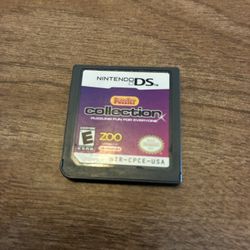 NINTENDO DS
Puzzler
collection
PUZZLING FUN FOR EVERYONE
E
ZOO
NTR-CPCE-USA